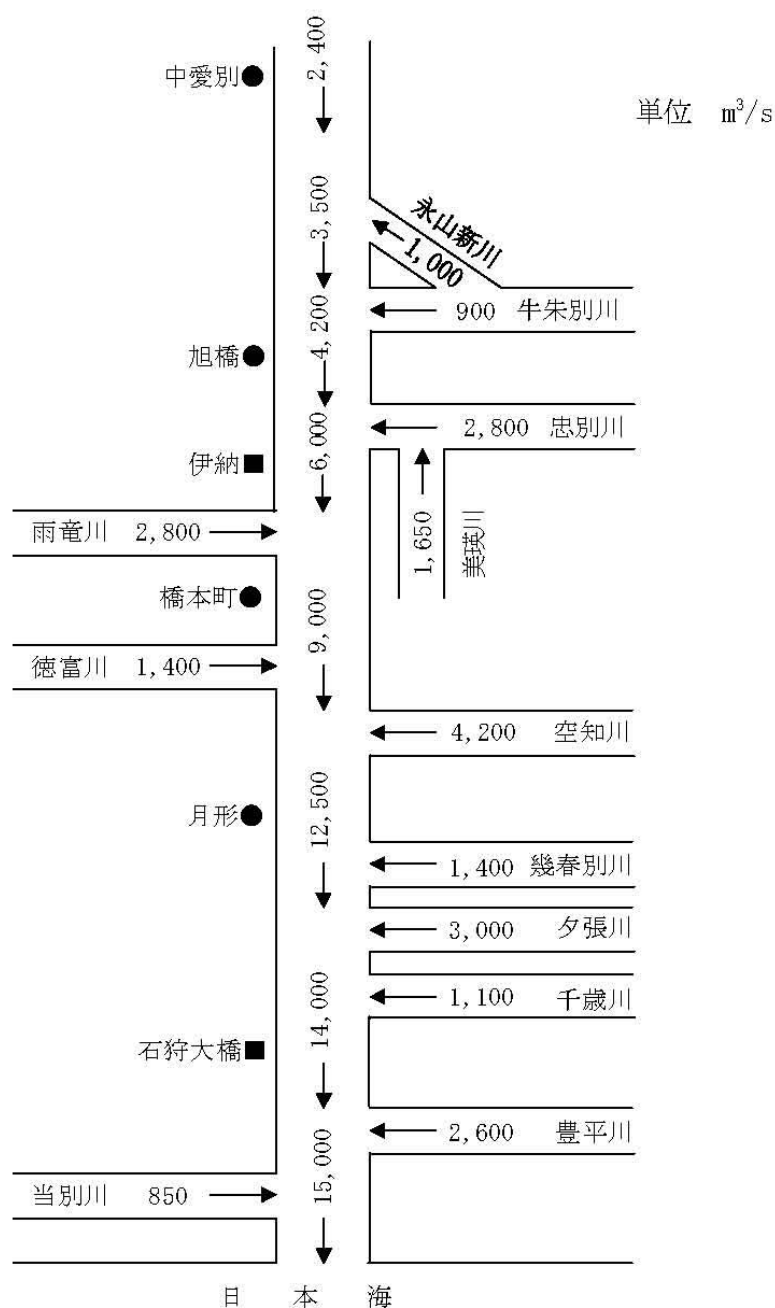 2,400
中愛別●
単位 m³/s
3,500
永山新川
1,000
4,200
900 牛朱別川
旭橋●
6,000
2,800 忠別川
伊納■
雨竜川 2,800
1,650
美瑛川
橋本町●
9,000
徳富川 1,400
4,200 空知川
月形●
12,500
1,400 幾春別川
3,000 夕張川
14,000
1,100 千歳川
石狩大橋■
2,600 豊平川
15,000
当別川 850
日本海